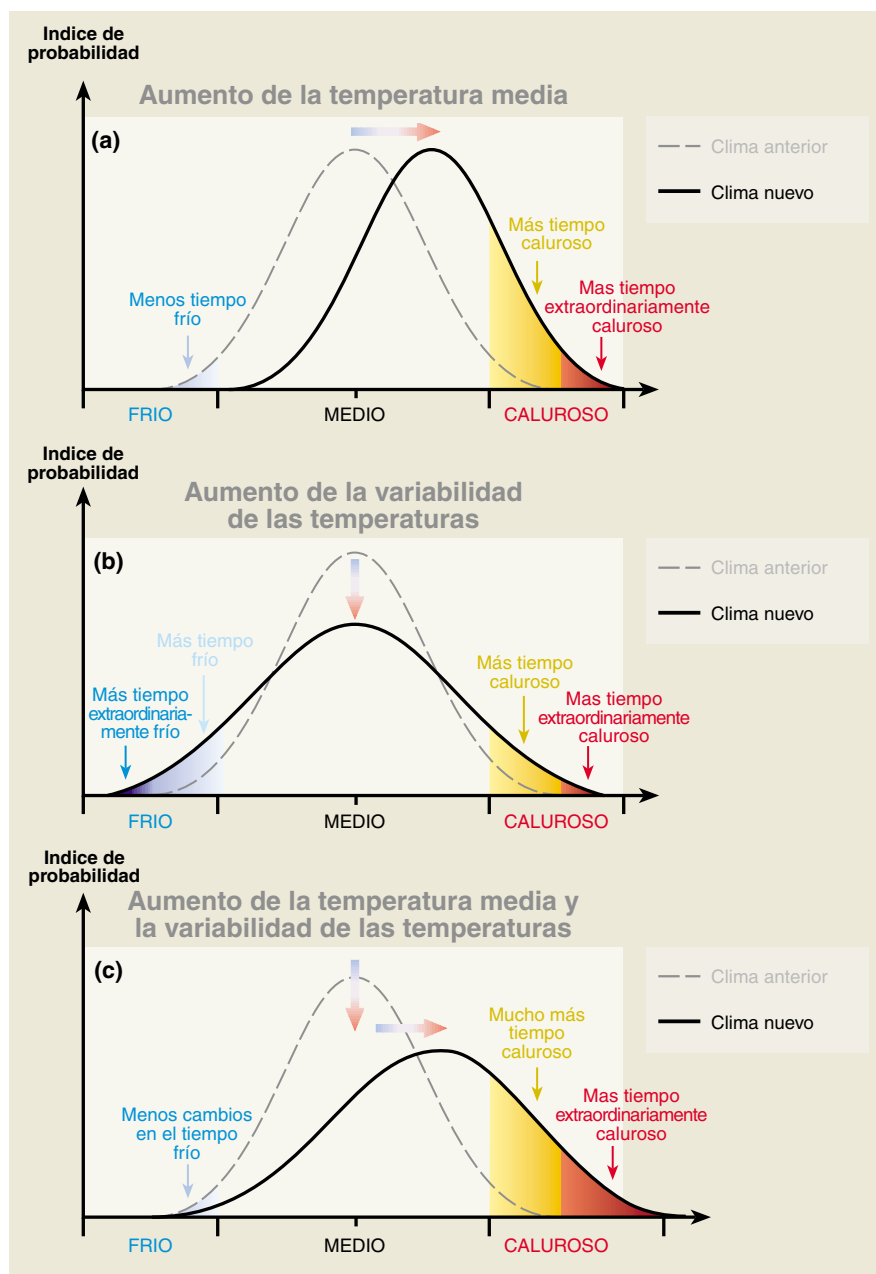 Indice de
probabilidad
Aumento de la temperatura media
(a)
Clima anterior
Clima nuevo
Más tiempo
caluroso
Menos tiempo
frío
Mas tiempo
extraordinariamente
caluroso
FRIO
MEDIO
CALUROSO
Indice de
probabilidad
Aumento de la variabilidad
de las temperaturas
(b)
Clima anterior
Clima nuevo
Más tiempo
frío
Más tiempo
extraordinaria-
mente frío
Más tiempo
caluroso
Mas tiempo
extraordinariamente
caluroso
FRIO
MEDIO
CALUROSO
Indice de
probabilidad
Aumento de la temperatura media y
la variabilidad de las temperaturas
(c)
Clima anterior
Clima nuevo
Mucho más
tiempo
caluroso
Menos cambios
en el tiempo
frío
Mas tiempo
extraordinariamente
caluroso
FRIO
MEDIO
CALUROSO